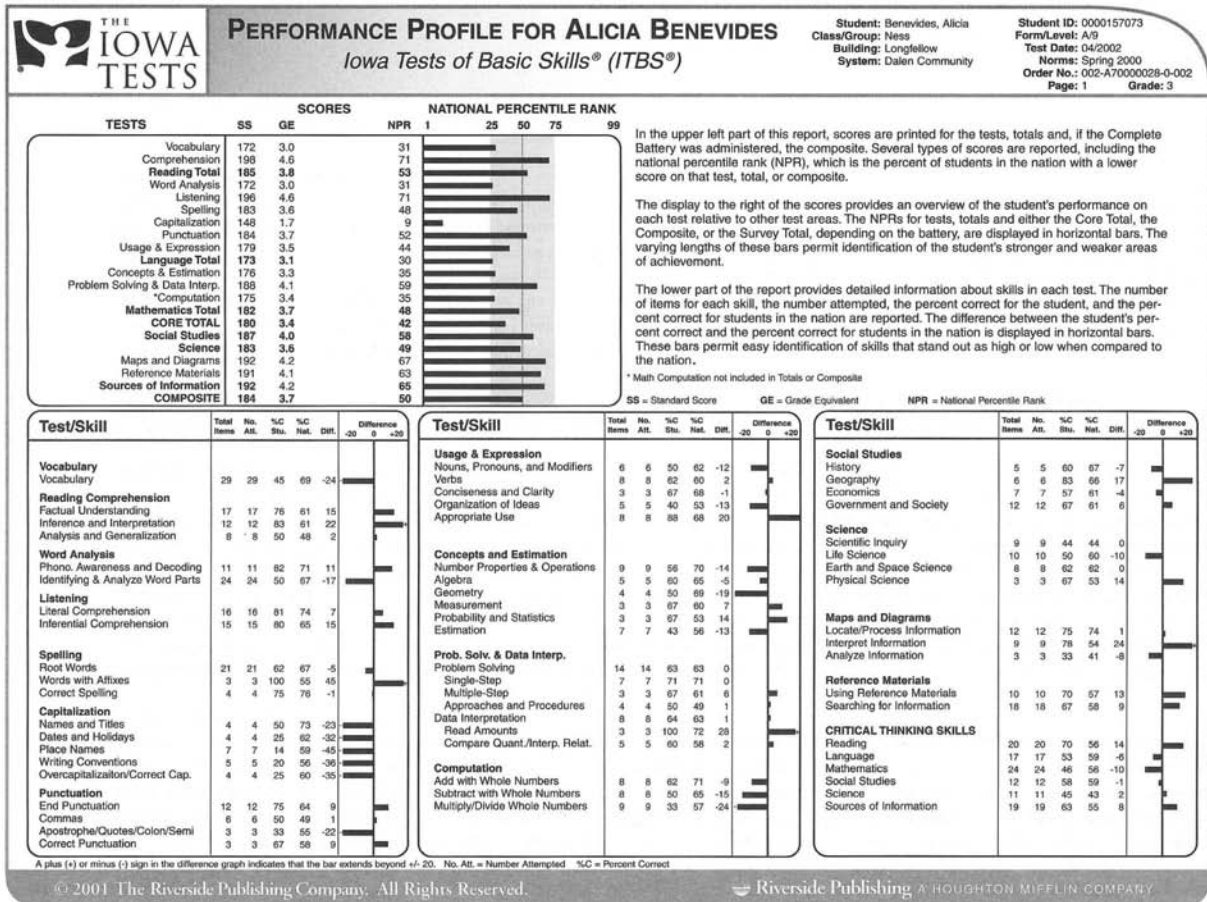 THE
IOWA
TESTS
PERFORMANCE PROFILE FOR ALICIA BENEVIDES
Iowa Tests of Basic Skills® (ITBS®)
Student: Benevides, Alicia
Class/Group: Ness
Building: Longfellow
System: Dalen Community
Student ID: 0000157073
Form/Level: A/9
Test Date: 04/2002
Norms: Spring 2000
Order No.: 002-A70000028-0-002
Page: 1 Grade: 3
SCORES NATIONAL PERCENTILE RANK
TESTS SS GE NPR 1 25 50 75 99
Vocabulary 172 3.0 31
Comprehension 198 4.6 71
Reading Total 185 3.8 53
Word Analysis 172 3.0 31
Listening 196 4.6 71
Spelling 183 3.6 48
Capitalization 148 1.7 9
Punctuation 184 3.7 52
Usage & Expression 179 3.5 44
Language Total 173 3.1 30
Concepts & Estimation 176 3.3 35
Problem Solving & Data Interp. 188 4.1 59
*Computation 175 3.4 35
Mathematics Total 182 3.7 48
CORE TOTAL 180 3.4 42
Social Studies 187 4.0 58
Science 183 3.6 49
Maps and Diagrams 192 4.2 67
Reference Materials 191 4.1 63
Sources of Information 192 4.2 65
COMPOSITE 184 3.7 50
In the upper left part of this report, scores are printed for the tests, totals and, if the Complete
Battery was administered, the composite. Several types of scores are reported, including the
national percentile rank (NPR), which is the percent of students in the nation with a lower
score on that test, total, or composite.
The display to the right of the scores provides an overview of the student's performance on
each test relative to other test areas. The NPRs for tests, totals and either the Core Total, the
Composite, or the Survey Total, depending on the battery, are displayed in horizontal bars. The
varying lengths of these bars permit identification of the student's stronger and weaker areas
of achievement.
The lower part of the report provides detailed information about skills in each test. The number
of items for each skill, the number attempted, the percent correct for the student, and the per-
cent correct for students in the nation are reported. The difference between the student's per-
cent correct and the percent correct for students in the nation is displayed in horizontal bars.
These bars permit easy identification of skills that stand out as high or low when compared to
the nation.
* Math Computation not included in Totals or Composite
SS = Standard Score GE = Grade Equivalent NPR = National Percentile Rank
Test/Skill Total Items No. Att. %C Stu. %C Nat. Diff. Difference -20 0 +20
Vocabulary
Vocabulary 29 29 45 69 -24
Reading Comprehension
Factual Understanding 17 17 76 61 15
Inference and Interpretation 12 12 83 61 22
Analysis and Generalization 8 8 50 48 2
Word Analysis
Phono. Awareness and Decoding 11 11 82 71 11
Identifying & Analyze Word Parts 24 24 50 67 -17
Listening
Literal Comprehension 16 16 81 74 7
Inferential Comprehension 15 15 80 65 15
Spelling
Root Words 21 21 62 67 -5
Words with Affixes 3 3 100 55 45
Correct Spelling 4 4 75 76 -1
Capitalization
Names and Titles 4 4 50 73 -23
Dates and Holidays 4 4 25 62 -32
Place Names 7 7 14 59 -45
Writing Conventions 5 5 20 56 -36
Overcapitalizaiton/Correct Cap. 4 4 25 60 -35
Punctuation
End Punctuation 12 12 75 64 9
Commas 6 6 50 49 1
Apostrophe/Quotes/Colon/Semi 3 3 33 55 -22
Correct Punctuation 3 3 67 58 9
Test/Skill Total Items No. Att. %C Stu. %C Nat. Diff. Difference -20 0 +20
Usage & Expression
Nouns, Pronouns, and Modifiers 6 6 50 62 -12
Verbs 8 8 62 60 2
Conciseness and Clarity 3 3 67 68 -1
Organization of Ideas 5 5 40 53 -13
Appropriate Use 8 8 88 68 20
Concepts and Estimation
Number Properties & Operations 9 9 56 70 -14
Algebra 5 5 60 65 -5
Geometry 4 4 50 69 -19
Measurement 3 3 67 60 7
Probability and Statistics 3 3 67 53 14
Estimation 7 7 43 56 -13
Prob. Solv. & Data Interp.
Problem Solving 14 14 63 63 0
Single-Step 7 7 71 71 0
Multiple-Step 3 3 67 61 6
Approaches and Procedures 4 4 50 49 1
Data Interpretation 8 8 64 63 1
Read Amounts 3 3 100 72 28
Compare Quant./Interp. Relat. 5 5 60 58 2
Computation
Add with Whole Numbers 8 8 62 71 -9
Subtract with Whole Numbers 8 8 50 65 -15
Multiply/Divide Whole Numbers 9 9 33 57 -24
Test/Skill Total Items No. Att. %C Stu. %C Nat. Diff. Difference -20 0 +20
Social Studies
History 5 5 60 67 -7
Geography 6 6 83 66 17
Economics 7 7 57 61 -4
Government and Society 12 12 67 61 6
Science
Scientific Inquiry 9 9 44 44 0
Life Science 10 10 50 60 -10
Earth and Space Science 8 8 62 62 0
Physical Science 3 3 67 53 14
Maps and Diagrams
Locate/Process Information 12 12 75 74 1
Interpret Information 9 9 78 54 24
Analyze Information 3 3 33 41 -8
Reference Materials
Using Reference Materials 10 10 70 57 13
Searching for Information 18 18 67 58 9
CRITICAL THINKING SKILLS
Reading 20 20 70 56 14
Language 17 17 53 59 -6
Mathematics 24 24 46 56 -10
Social Studies 12 12 58 59 -1
Science 11 11 45 43 2
Sources of Information 19 19 63 55 8
A plus (+) or minus (-) sign in the difference graph indicates that the bar extends beyond +/- 20. No. Att. = Number Attempted %C = Percent Correct
© 2001 The Riverside Publishing Company. All Rights Reserved.
Riverside Publishing A HOUGHTON MIFFLIN COMPANY